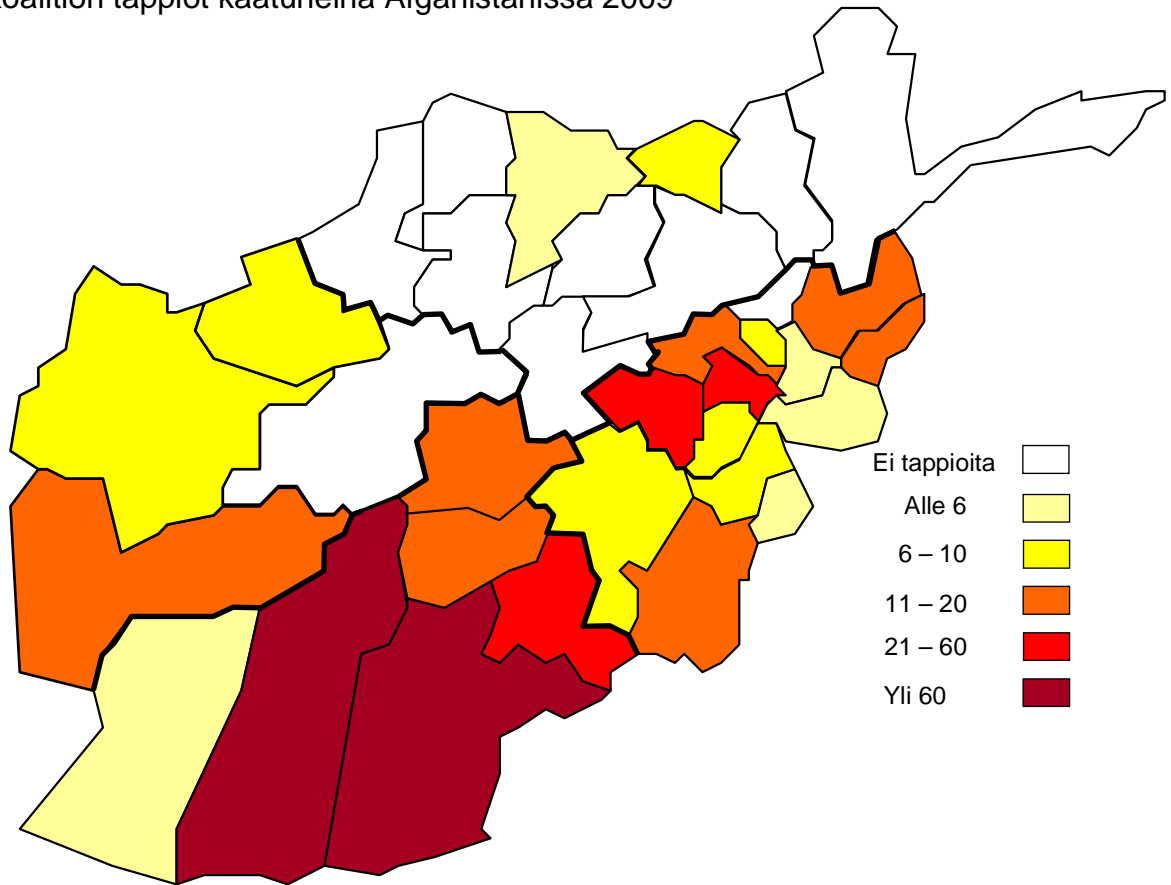 tappiot kaatuneina Afganistanissa 2009
Ei tappioita
Alle 6
6 – 10
11 – 20
21 – 60
Yli 60